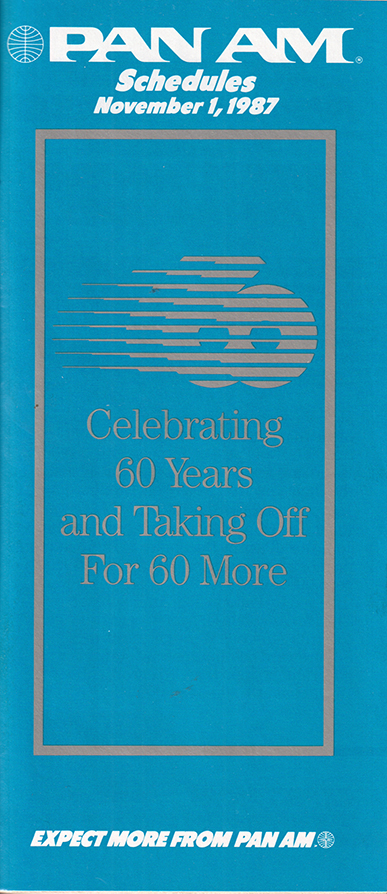 PAN AM®
Schedules
November 1, 1987
60
Celebrating
60 Years
and Taking Off
For 60 More
EXPECT MORE FROM PAN AM.